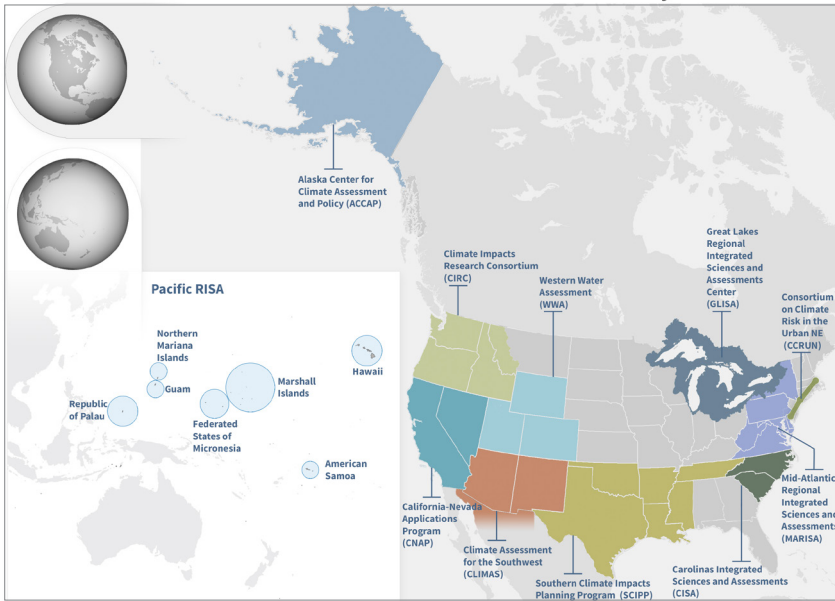 Alaska Center for
Climate Assessment
and Policy (ACCAP)
Great Lakes
Regional
Integrated
Sciences and
Assessments
Center
(GLISA)
Climate Impacts
Research Consortium
(CIRC)
Western Water
Assessment
(WWA)
Consortium
on Climate
Risk in the
Urban NE
(CCRUN)
Pacific RISA
Northern
Mariana
Islands
Guam
Republic
of Palau
Federated
States of
Micronesia
Marshall
Islands
Hawaii
American
Samoa
California-Nevada
Applications
Program
(CNAP)
Climate Assessment
for the Southwest
(CLIMAS)
Southern Climate Impacts
Planning Program (SCIPP)
Carolinas Integrated
Sciences and Assessments
(CISA)
Mid-Atlantic
Regional
Integrated
Sciences and
Assessments
(MARISA)